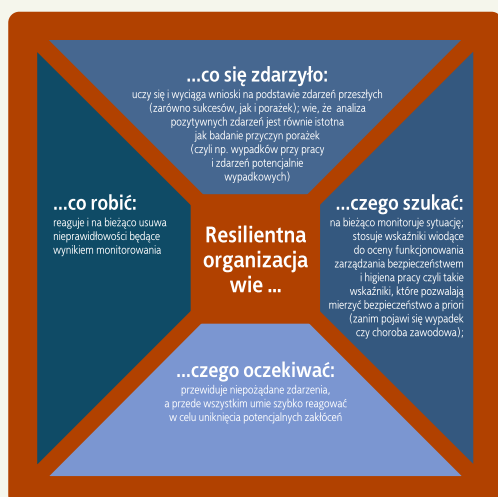 ...co się zdarzyło:
uczy się i wyciąga wnioski na podstawie zdarzeń przeszłych
(zarówno sukcesów, jak i porażek); wie, że analiza
pozytywnych zdarzeń jest równie istotna
jak badanie przyczyn porażek
(czyli np. wypadków przy pracy
i zdarzeń potencjalnie
wypadkowych)
...co robić:
reaguje i na bieżąco usuwa
nieprawidłowości będące
wynikiem monitorowania
Resilientna
organizacja
wie ...
...czego szukać:
na bieżąco monitoruje sytuację;
stosuje wskaźniki wiodące
do oceny funkcjonowania
zarządzania bezpieczeństwem
i higiena pracy czyli takie
wskaźniki, które pozwalają
mierzyć bezpieczeństwo a priori
(zanim pojawi się wypadek
czy choroba zawodowa);
...czego oczekiwać:
przewiduje niepożądane zdarzenia,
a przede wszystkim umie szybko reagować
w celu uniknięcia potencjalnych zakłóceń